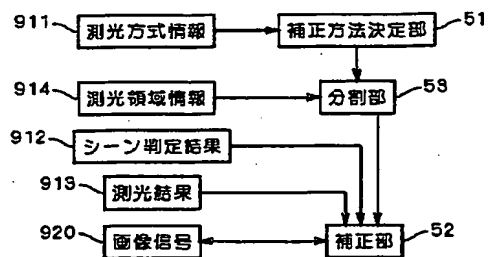 911 測光方式情報 補正方法決定部 51
914 測光領域情報 分割部 53
912 シーン判定結果
913 測光結果
920 画像信号 補正部 52